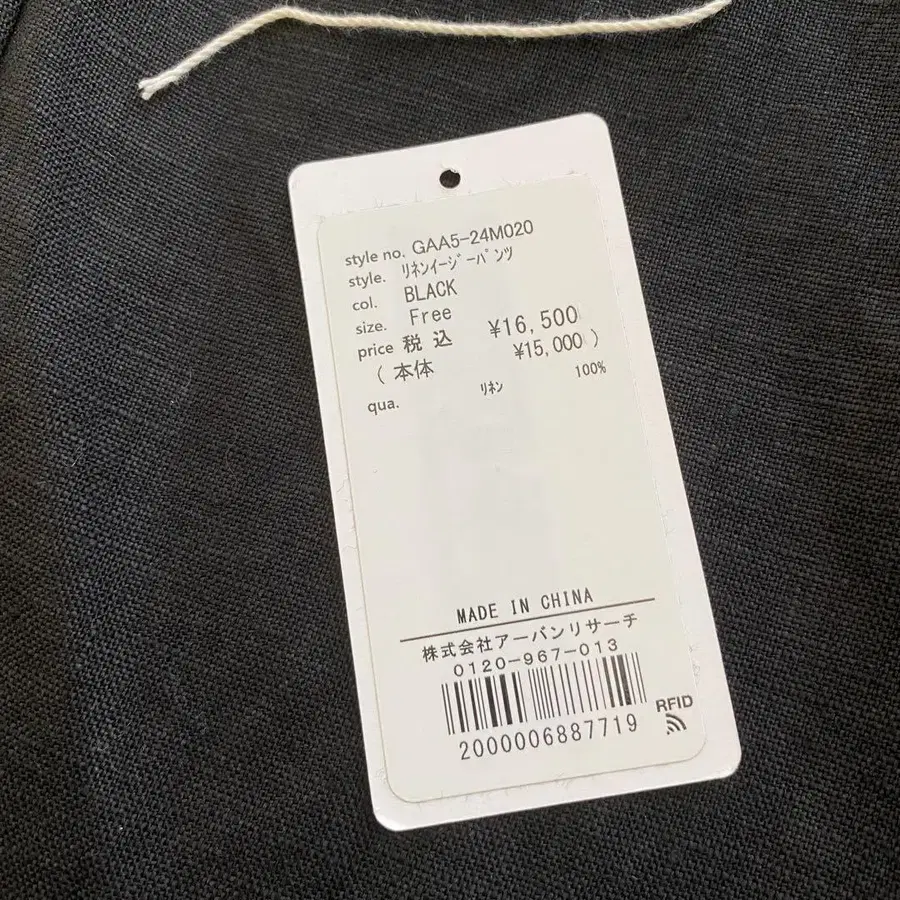 style no. GAA5-24M020
style. ﾘﾈﾝｲｰｼﾞｰﾊﾟﾝﾂ
col. BLACK
size. Free
price 税込 ¥16,500
(本体 ¥15,000)
qua. ﾘﾈﾝ 100%
MADE IN CHINA
株式会社アーバンリサーチ
0120-967-013
2000006887719
RFID